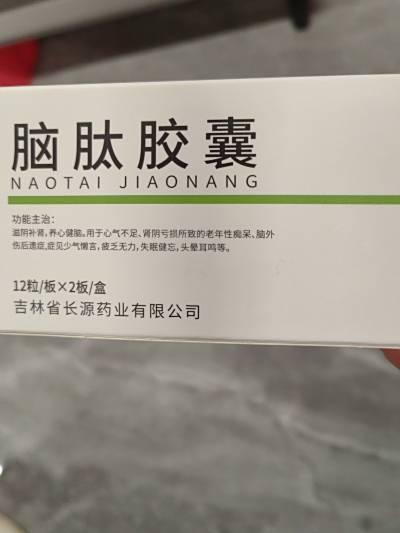 脑肽胶囊
NAOTAI JIAONANG
功能主治：
滋阴补肾，养心健脑。用于心气不足、肾阴亏损所致的老年性痴呆、脑外
伤后遗症，症见少气懒言，疲乏无力，失眠健忘，头晕耳鸣等。
12粒/板×2板/盒
吉林省长源药业有限公司